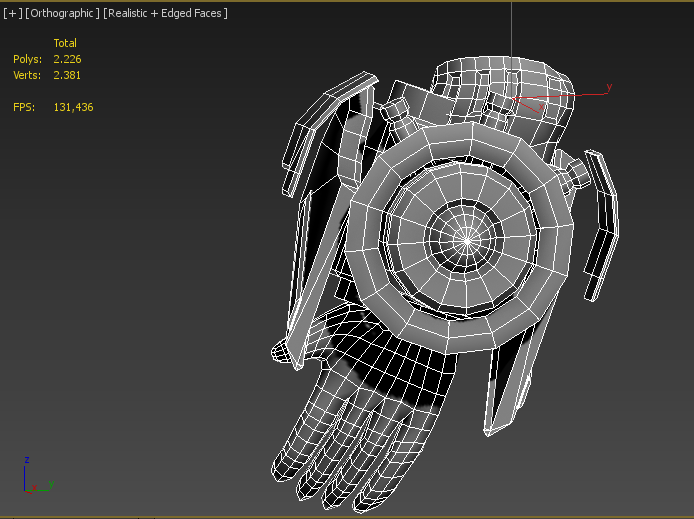 [+] [Orthographic] [Realistic + Edged Faces]
Total
Polys: 2.226
Verts: 2.381
FPS: 131,436
y
x
z
y
x